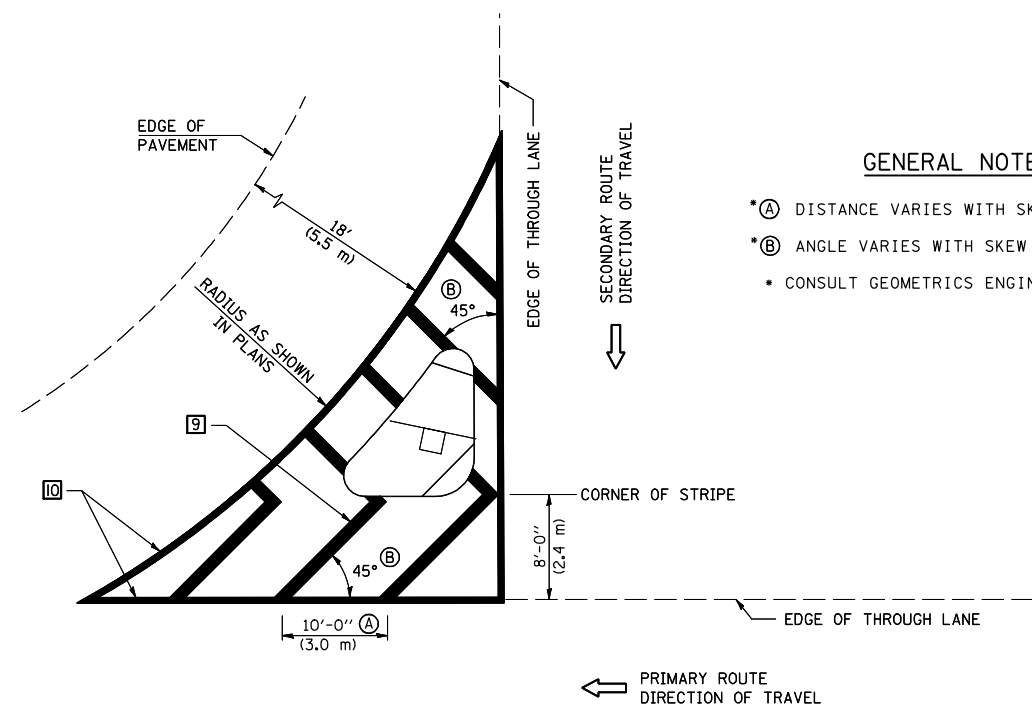 EDGE OF
PAVEMENT
18'
(5.5 m)
RADIUS AS SHOWN
IN PLANS
EDGE OF THROUGH LANE
SECONDARY ROUTE
DIRECTION OF TRAVEL
GENERAL NOTE
*Ⓐ DISTANCE VARIES WITH SK
*Ⓑ ANGLE VARIES WITH SKEW
* CONSULT GEOMETRICS ENGIN
Ⓑ
45°
9
10
CORNER OF STRIPE
8'-0"
(2.4 m)
45° Ⓑ
10'-0" Ⓐ
(3.0 m)
EDGE OF THROUGH LANE
PRIMARY ROUTE
DIRECTION OF TRAVEL